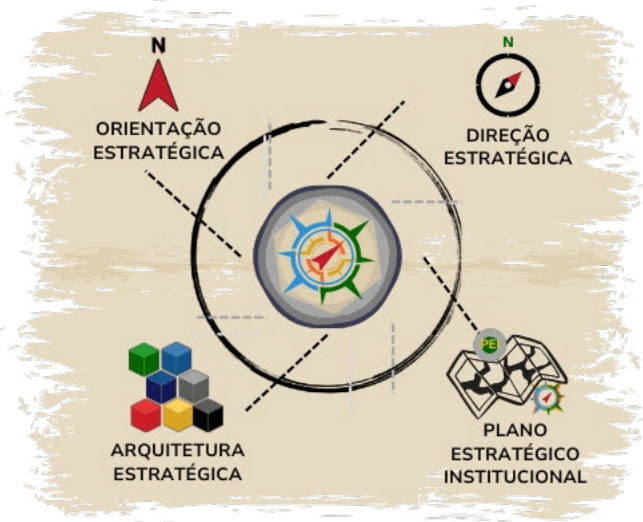 N
ORIENTAÇÃO
ESTRATÉGICA
N
DIREÇÃO
ESTRATÉGICA
ARQUITETURA
ESTRATÉGICA
PE
PLANO
ESTRATÉGICO
INSTITUCIONAL